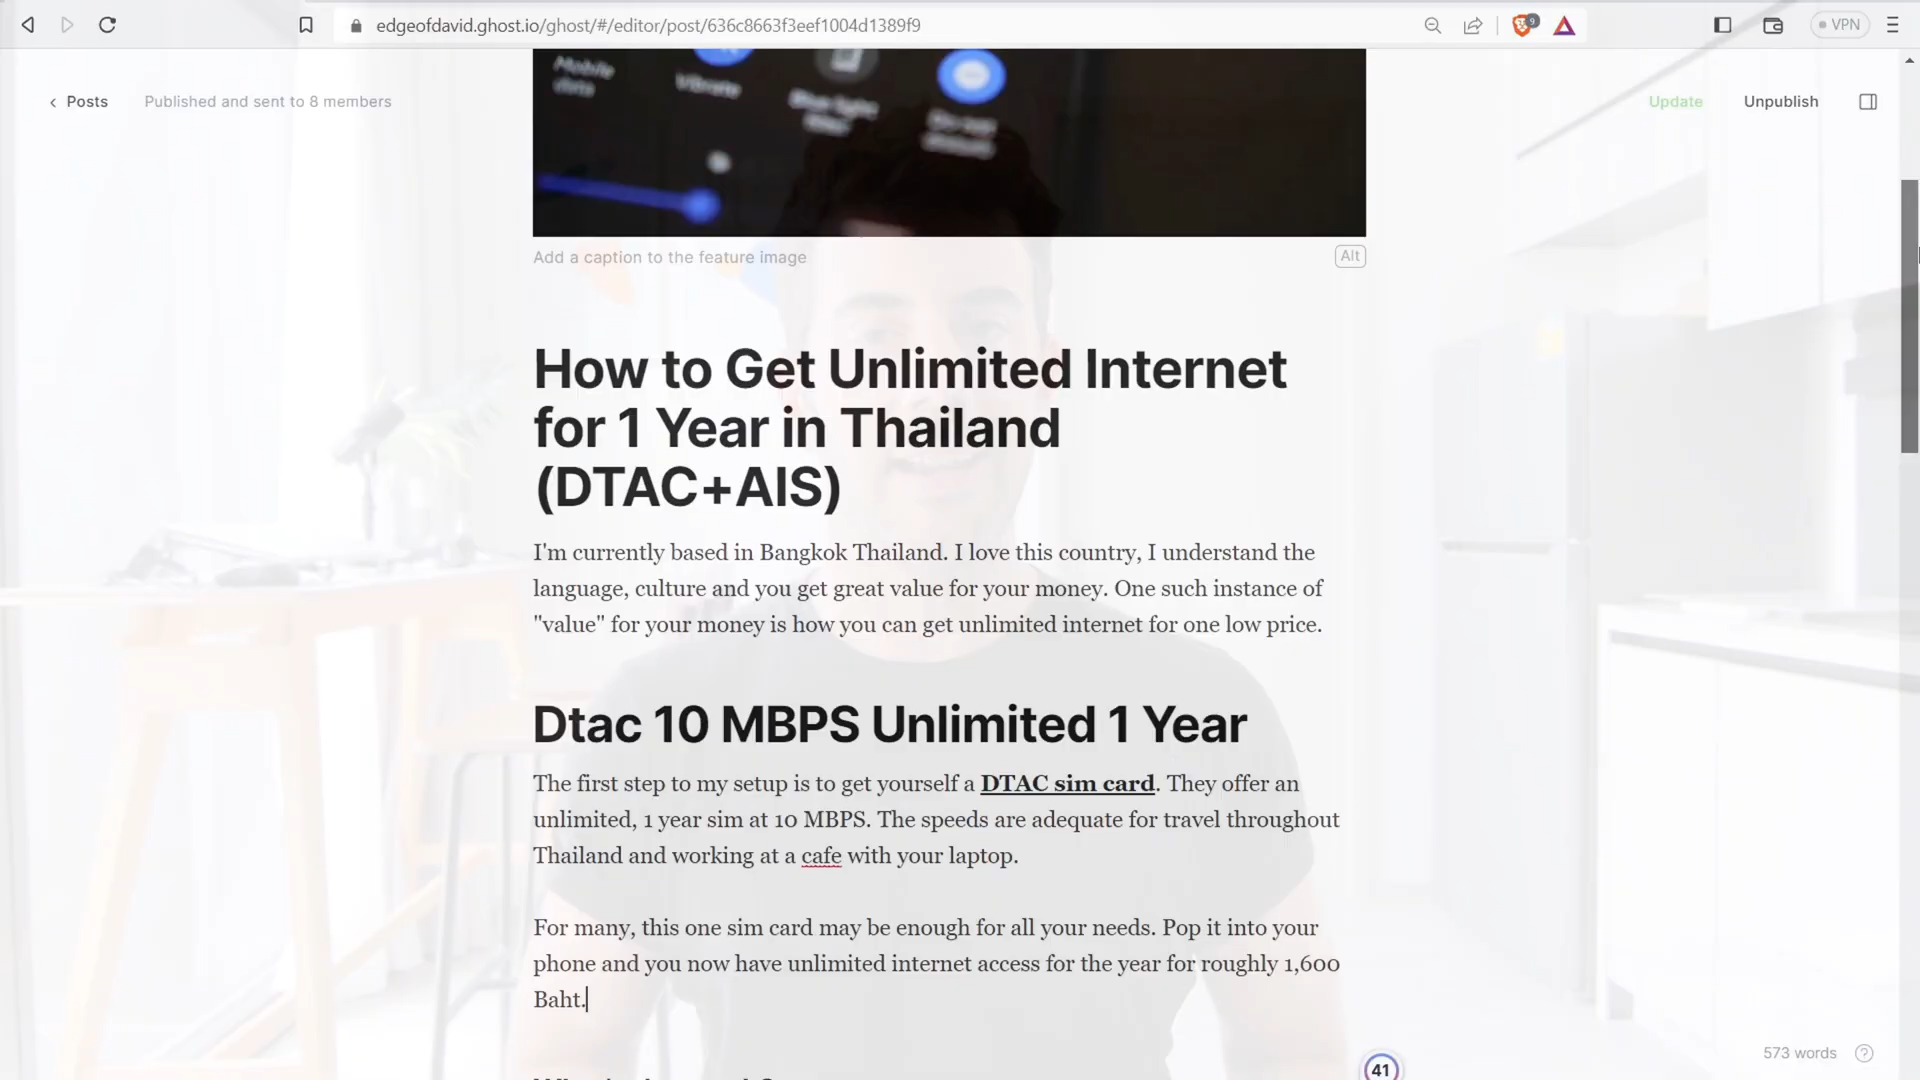 edgeofdavid.ghost.io/ghost/#/editor/post/636c8663f3eef1004d1389f9
9
VPN
Posts
Published and sent to 8 members
Update
Unpublish
Mobile
data
Vibrate
Blue light
filter
Add a caption to the feature image
Alt
How to Get Unlimited Internet
for 1 Year in Thailand
(DTAC+AIS)
I'm currently based in Bangkok Thailand. I love this country, I understand the
language, culture and you get great value for your money. One such instance of
"value" for your money is how you can get unlimited internet for one low price.
Dtac 10 MBPS Unlimited 1 Year
The first step to my setup is to get yourself a DTAC sim card. They offer an
unlimited, 1 year sim at 10 MBPS. The speeds are adequate for travel throughout
Thailand and working at a cafe with your laptop.
For many, this one sim card may be enough for all your needs. Pop it into your
phone and you now have unlimited internet access for the year for roughly 1,600
Baht.
573 words
41